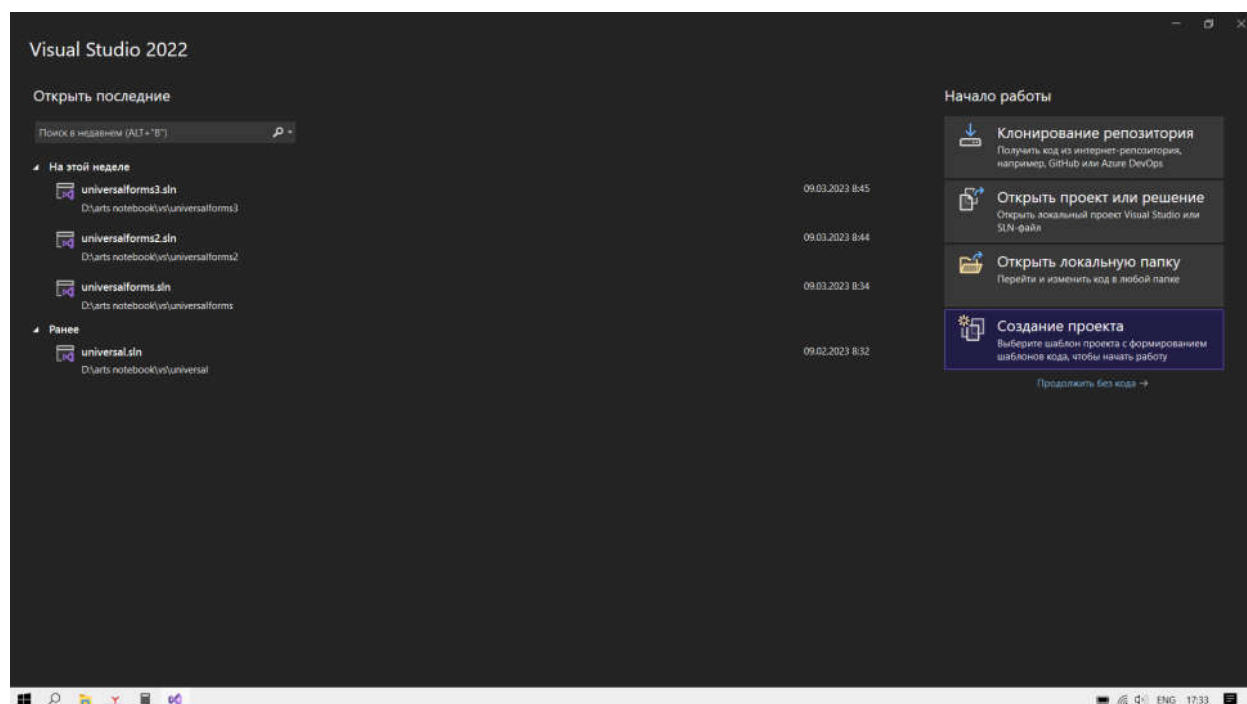 Visual Studio 2022
Открыть последние
Поиск в недавнем (ALT+"В")
На этой неделе
universalforms3.sln
09.03.2023 8:45
D:\arts notebook\vs\universalforms3
universalforms2.sln
09.03.2023 8:44
D:\arts notebook\vs\universalforms2
universalforms.sln
09.03.2023 8:34
D:\arts notebook\vs\universalforms
Ранее
universal.sln
09.02.2023 8:32
D:\arts notebook\vs\universal
Начало работы
Клонирование репозитория
Получить код из интернет-репозитория,
например, GitHub или Azure DevOps
Открыть проект или решение
Открыть локальный проект Visual Studio или
SLN-файл
Открыть локальную папку
Перейти и изменить код в любой папке
Создание проекта
Выберите шаблон проекта с формированием
шаблонов кода, чтобы начать работу
Продолжить без кода →
ENG 17:33